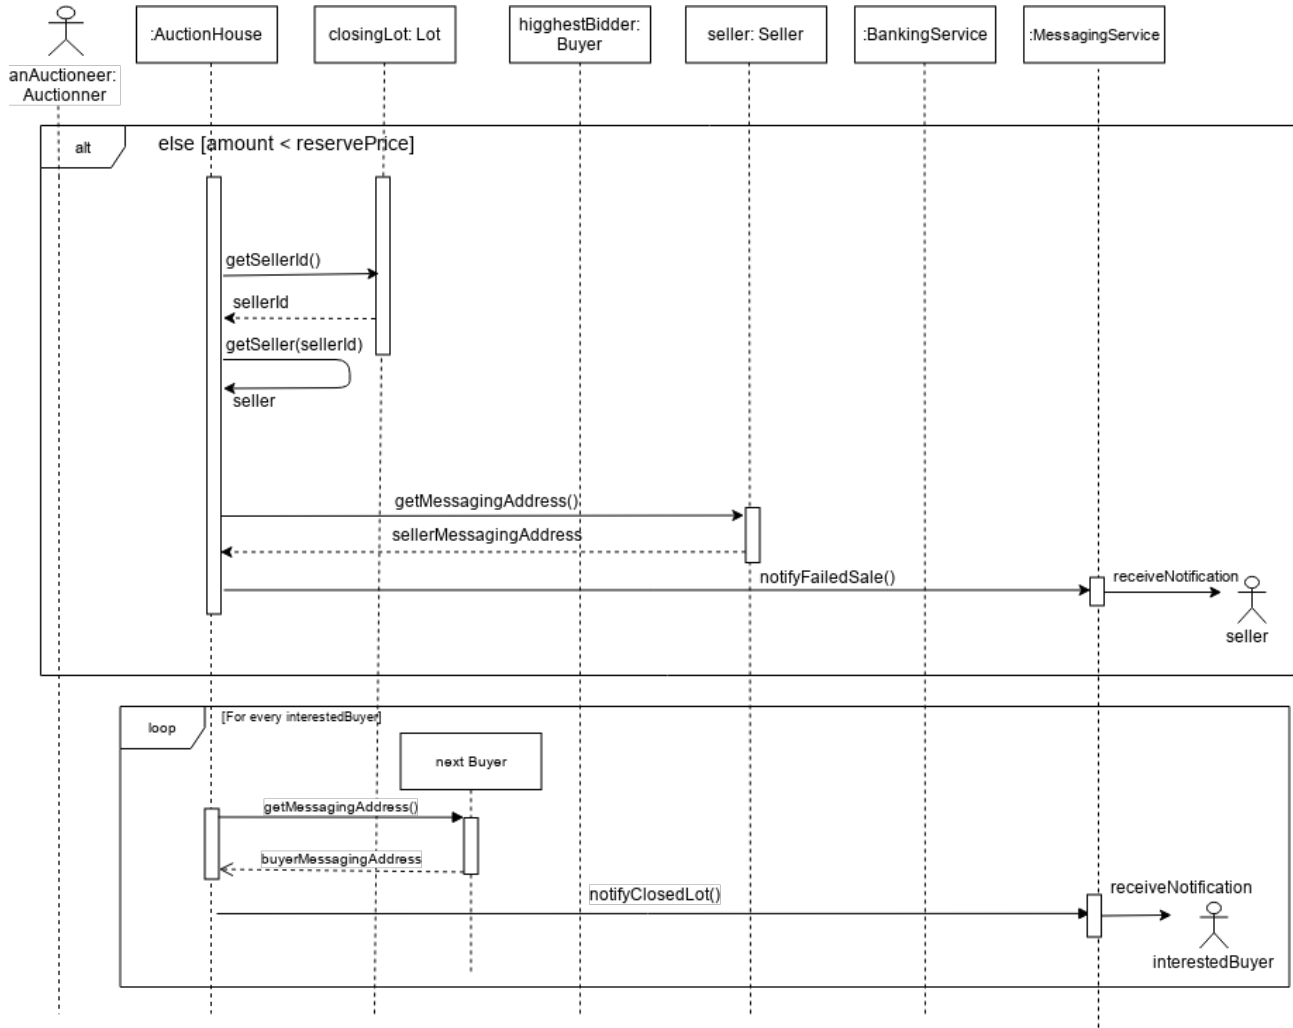 anAuctioneer:
Auctionner
:AuctionHouse
closingLot: Lot
higghestBidder:
Buyer
seller: Seller
:BankingService
:MessagingService
alt
else [amount < reservePrice]
getSellerId()
sellerId
getSeller(sellerId)
seller
getMessagingAddress()
sellerMessagingAddress
notifyFailedSale()
receiveNotification
seller
loop
[For every interestedBuyer]
next Buyer
getMessagingAddress()
buyerMessagingAddress
notifyClosedLot()
receiveNotification
interestedBuyer